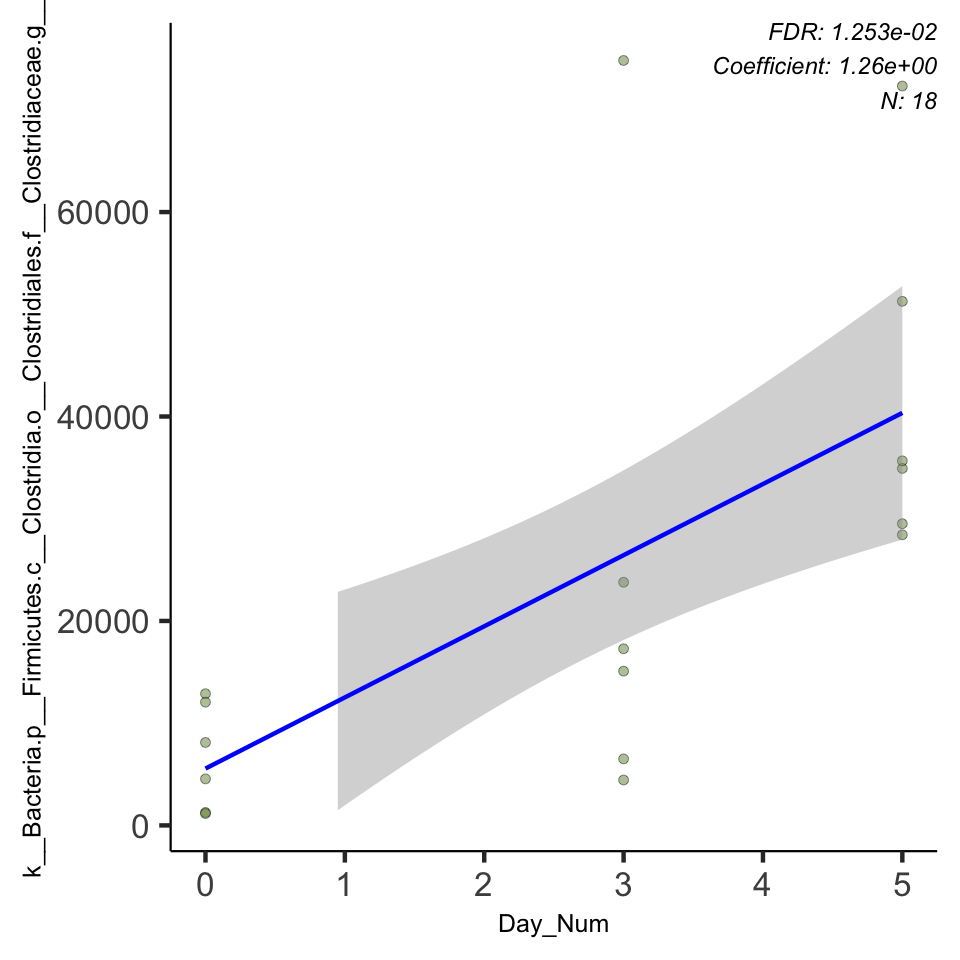 FDR: 1.253e-02
Coefficient: 1.26e+00
N: 18
k__Bacteria.p__Firmicutes.c__Clostridia.o__Clostridiales.f__Clostridiaceae.g__
60000
40000
20000
0
0 1 2 3 4 5
Day_Num